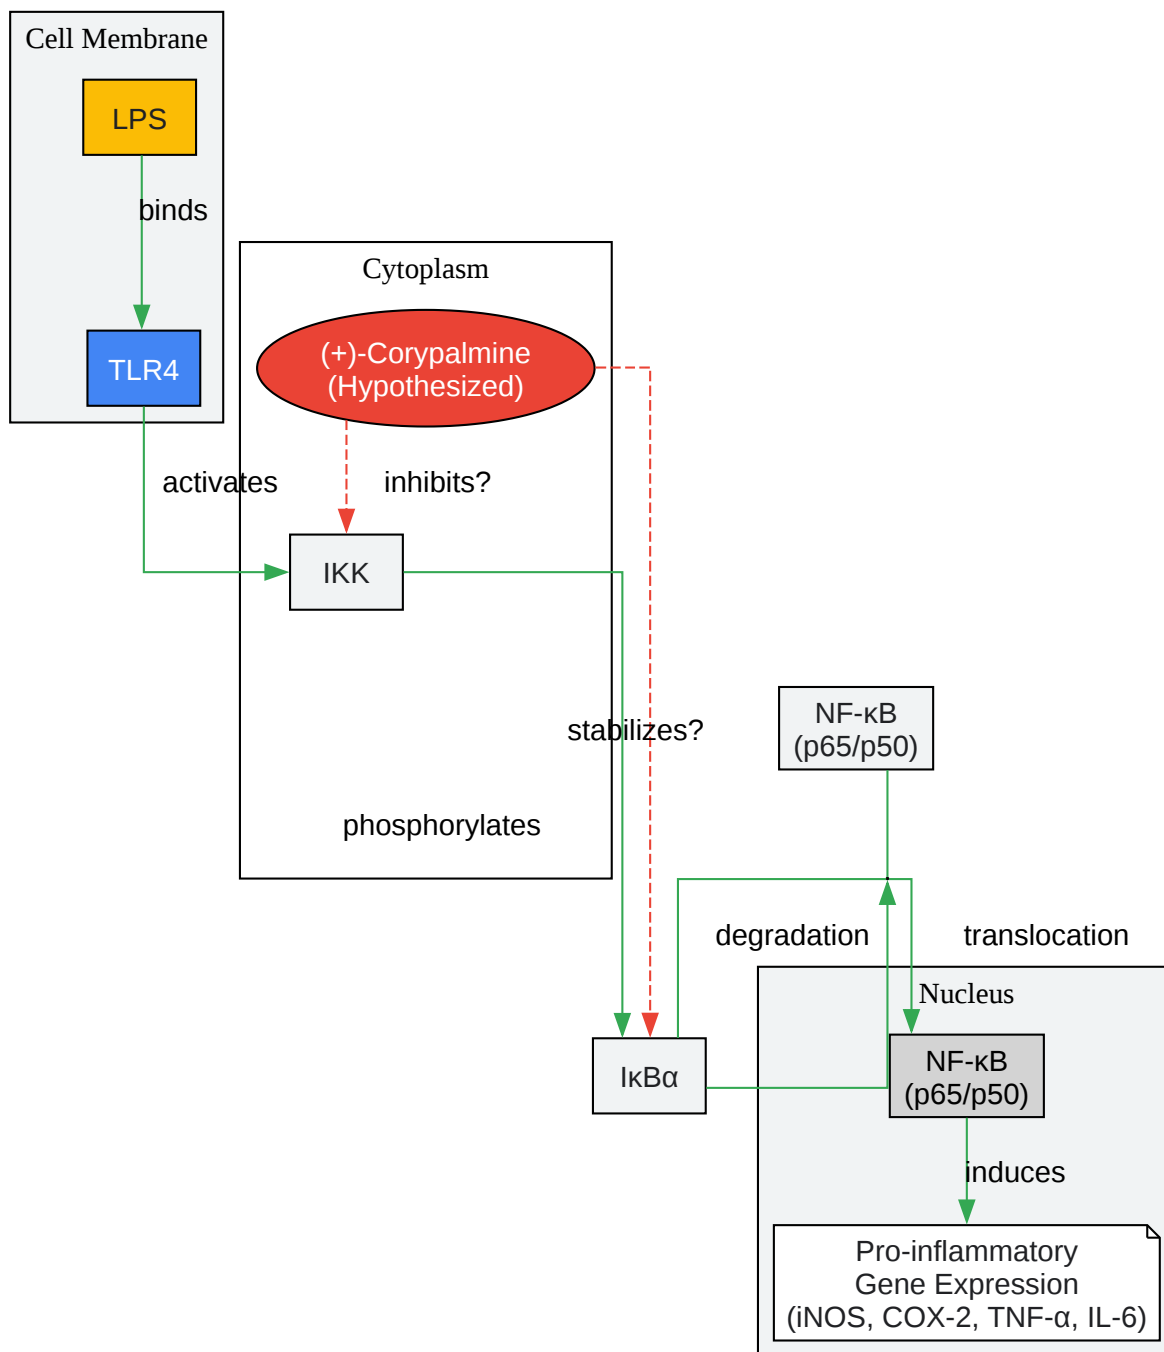 Cell Membrane
LPS
binds
Cytoplasm
(+)-Corypalmine
(Hypothesized)
TLR4
activates
inhibits?
IKK
NF-κB
(p65/p50)
stabilizes?
phosphorylates
degradation
translocation
Nucleus
IκBα
NF-κB
(p65/p50)
induces
Pro-inflammatory
Gene Expression
(iNOS, COX-2, TNF-α, IL-6)